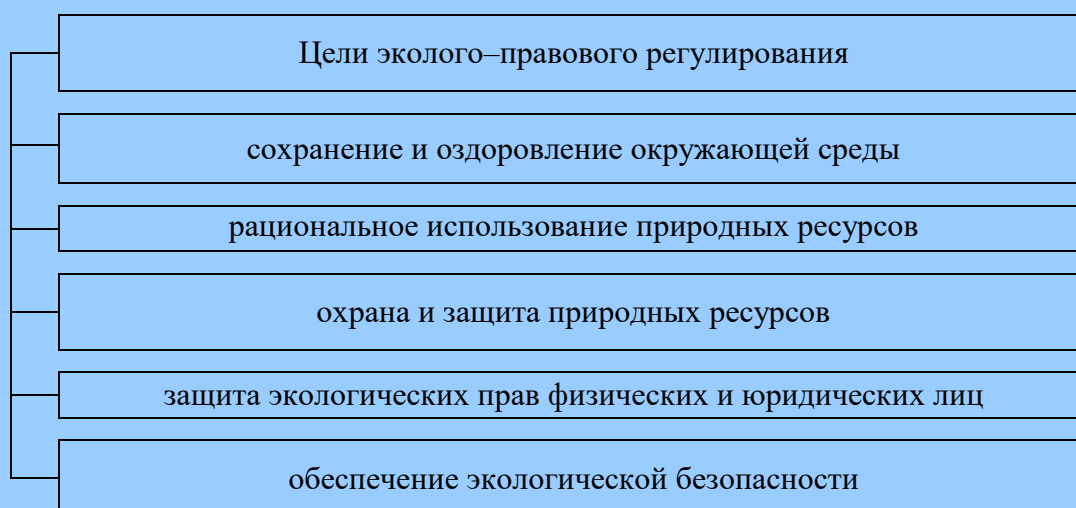 Цели эколого–правового регулирования
сохранение и оздоровление окружающей среды
рациональное использование природных ресурсов
охрана и защита природных ресурсов
защита экологических прав физических и юридических лиц
обеспечение экологической безопасности